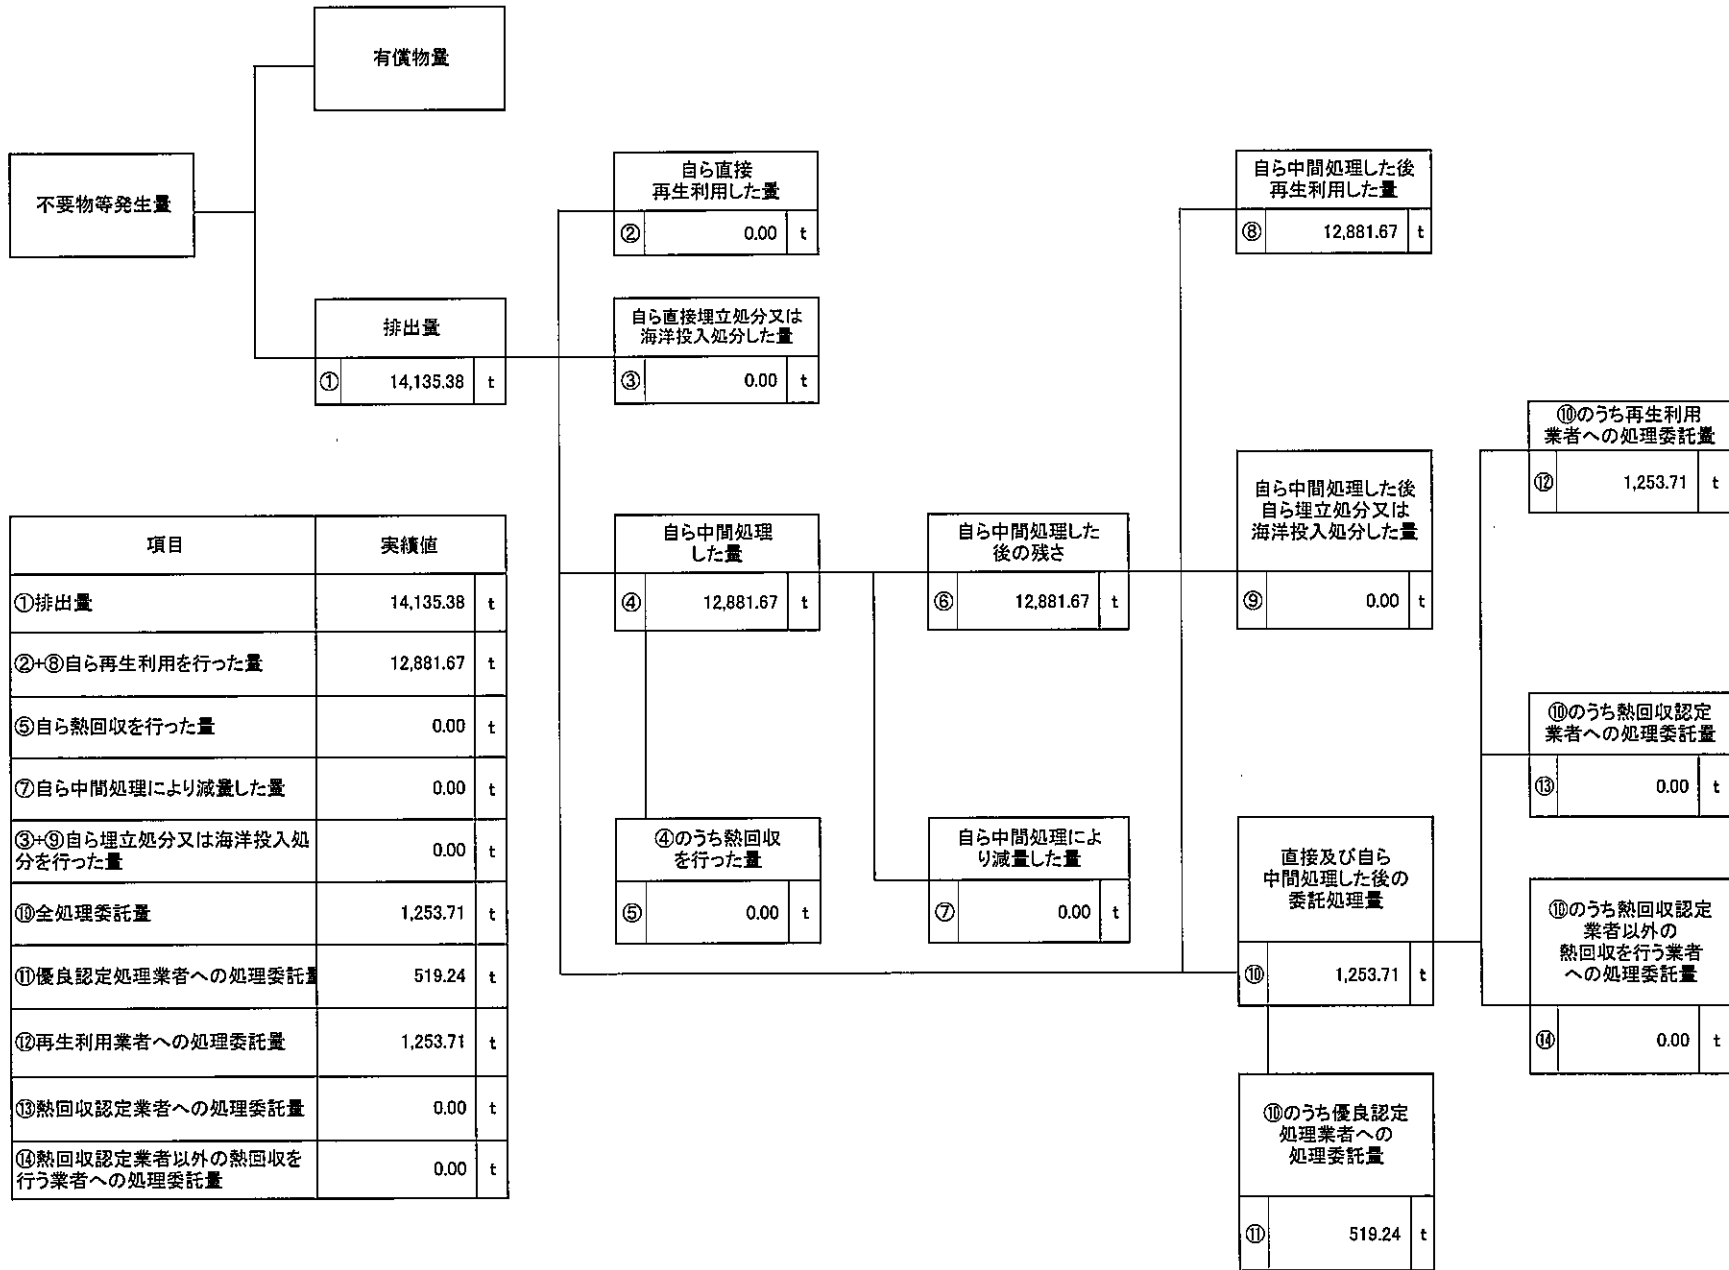 有償物量
不要物等発生量
排出量
① 14,135.38 t
自ら直接
再生利用した量
② 0.00 t
自ら直接埋立処分又は
海洋投入処分した量
③ 0.00 t
自ら中間処理
した量
④ 12,881.67 t
④のうち熱回収
を行った量
⑤ 0.00 t
自ら中間処理した
後の残さ
⑥ 12,881.67 t
自ら中間処理によ
り減量した量
⑦ 0.00 t
自ら中間処理した後
再生利用した量
⑧ 12,881.67 t
自ら中間処理した後
自ら埋立処分又は
海洋投入処分した量
⑨ 0.00 t
直接及び自ら
中間処理した後の
委託処理量
⑩ 1,253.71 t
⑩のうち優良認定
処理業者への
処理委託量
⑪ 519.24 t
⑩のうち再生利用
業者への処理委託量
⑫ 1,253.71 t
⑩のうち熱回収認定
業者への処理委託量
⑬ 0.00 t
⑩のうち熱回収認定
業者以外の
熱回収を行う業者
への処理委託量
⑭ 0.00 t
項目 実績値
①排出量 14,135.38 t
②+⑧自ら再生利用を行った量 12,881.67 t
⑤自ら熱回収を行った量 0.00 t
⑦自ら中間処理により減量した量 0.00 t
③+⑨自ら埋立処分又は海洋投入処
分を行った量 0.00 t
⑩全処理委託量 1,253.71 t
⑪優良認定処理業者への処理委託量 519.24 t
⑫再生利用業者への処理委託量 1,253.71 t
⑬熱回収認定業者への処理委託量 0.00 t
⑭熱回収認定業者以外の熱回収を
行う業者への処理委託量 0.00 t